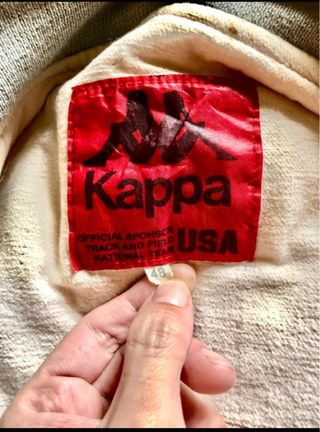 Kappa
OFFICIAL SPONSOR
TRACK AND FIELD
NATIONAL TEAM
USA
48